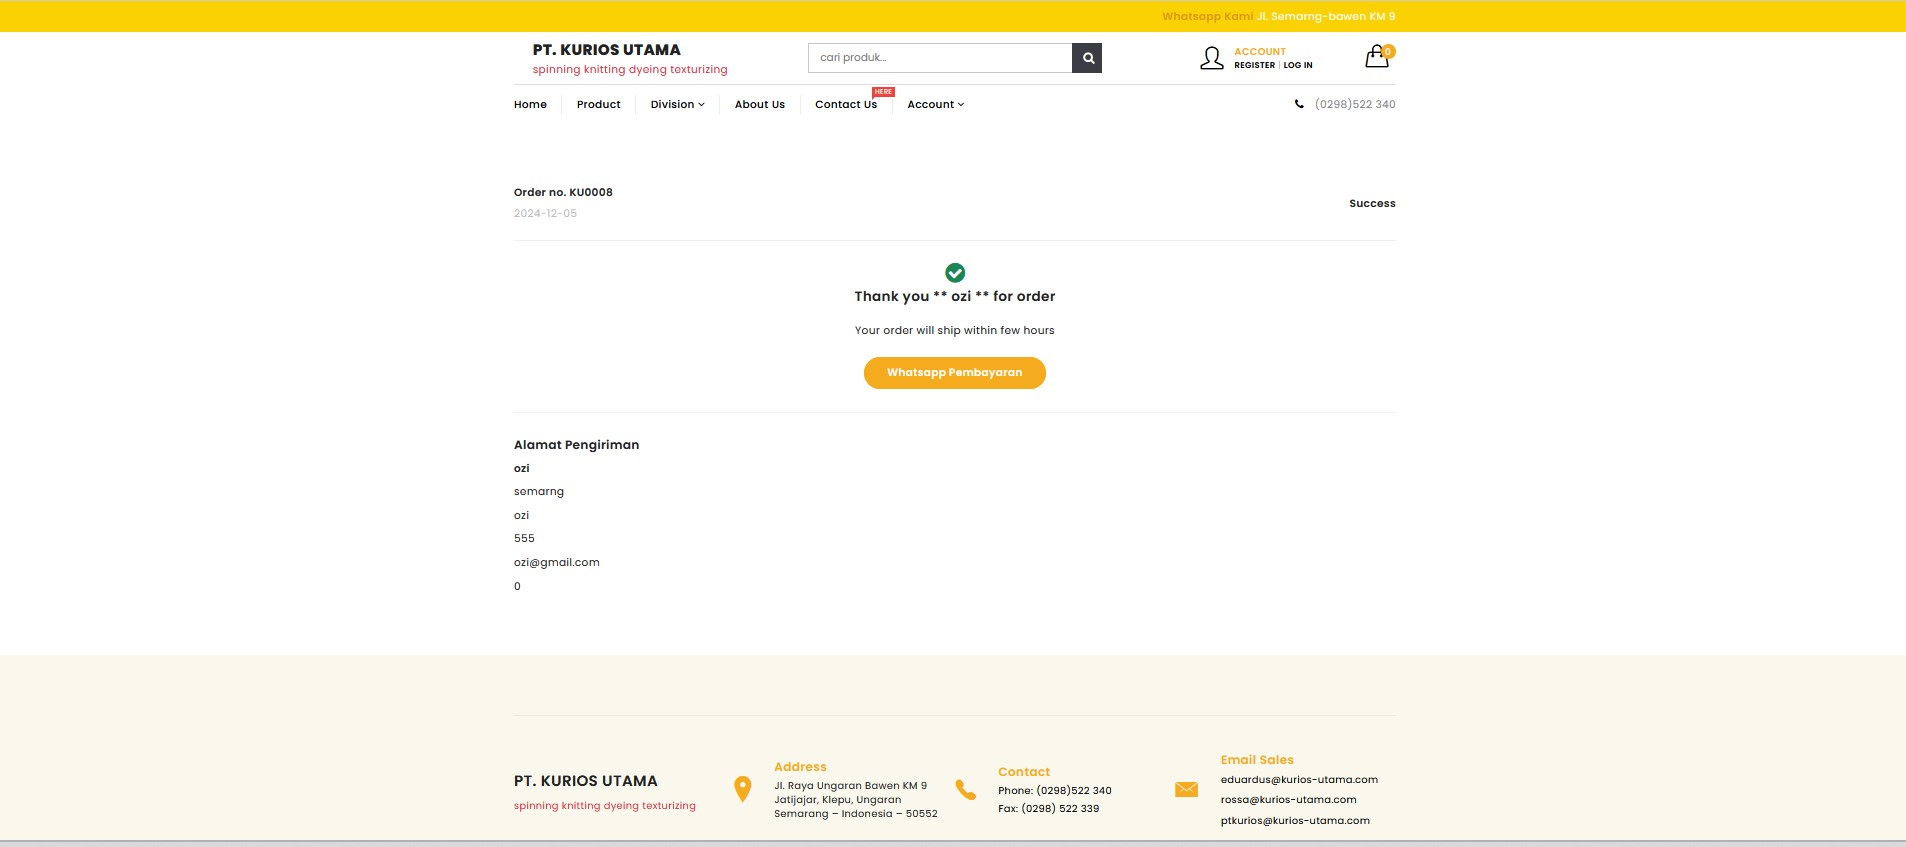 Whatsapp Kami Jl. Semarng-bawen KM 9
PT. KURIOS UTAMA
spinning knitting dyeing texturizing
cari produk...
ACCOUNT
REGISTER | LOG IN
0
HERE
Home Product Division About Us Contact Us Account (0298)522 340
Order no. KU0008
2024-12-05
Success
Thank you ** ozi ** for order
Your order will ship within few hours
Whatsapp Pembayaran
Alamat Pengiriman
ozi
semarng
ozi
555
ozi@gmail.com
0
PT. KURIOS UTAMA
spinning knitting dyeing texturizing
Address
Jl. Raya Ungaran Bawen KM 9
Jatijajar, Klepu, Ungaran
Semarang – Indonesia – 50552
Contact
Phone: (0298)522 340
Fax: (0298) 522 339
Email Sales
eduardus@kurios-utama.com
rossa@kurios-utama.com
ptkurios@kurios-utama.com